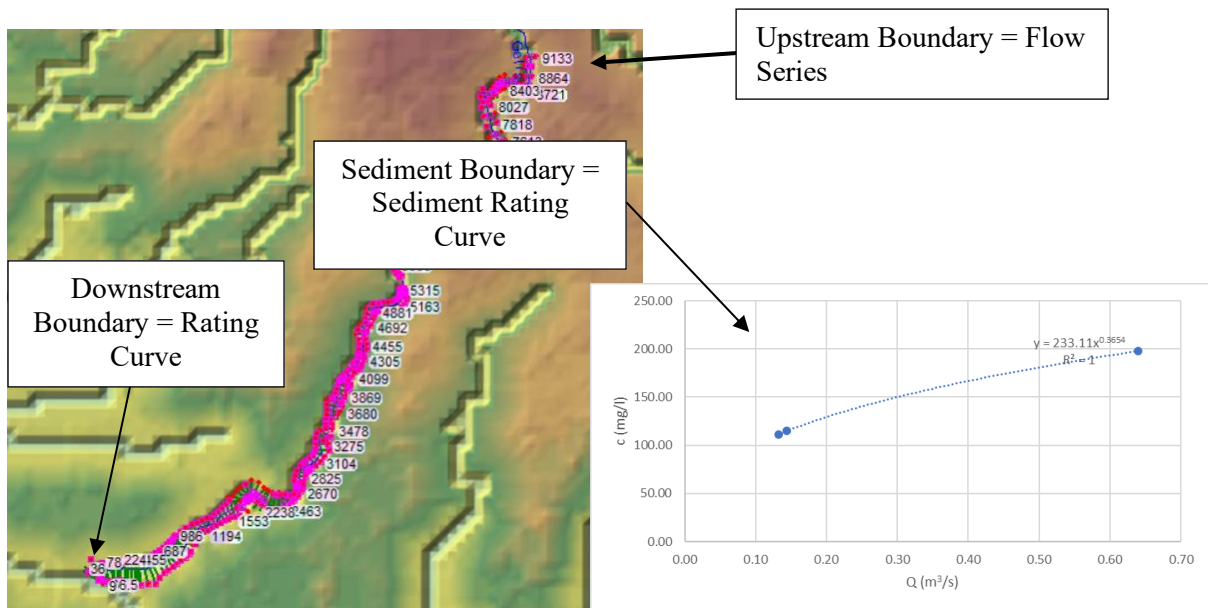 Upstream Boundary = Flow
Series
9133
8864
8403
8721
8027
7818
Sediment Boundary =
Sediment Rating
Curve
5315
5163
4881
4692
4455
4305
4099
3869
3680
3478
3275
3104
2825
2670
2463
2238
1553
1194
986
687
Downstream
Boundary = Rating
Curve
36
78
224
455
96.5
250.00
200.00
150.00
100.00
50.00
0.00
c (mg/l)
y = 233.11x^0.3654
R² = 1
0.00 0.10 0.20 0.30 0.40 0.50 0.60 0.70
Q (m³/s)